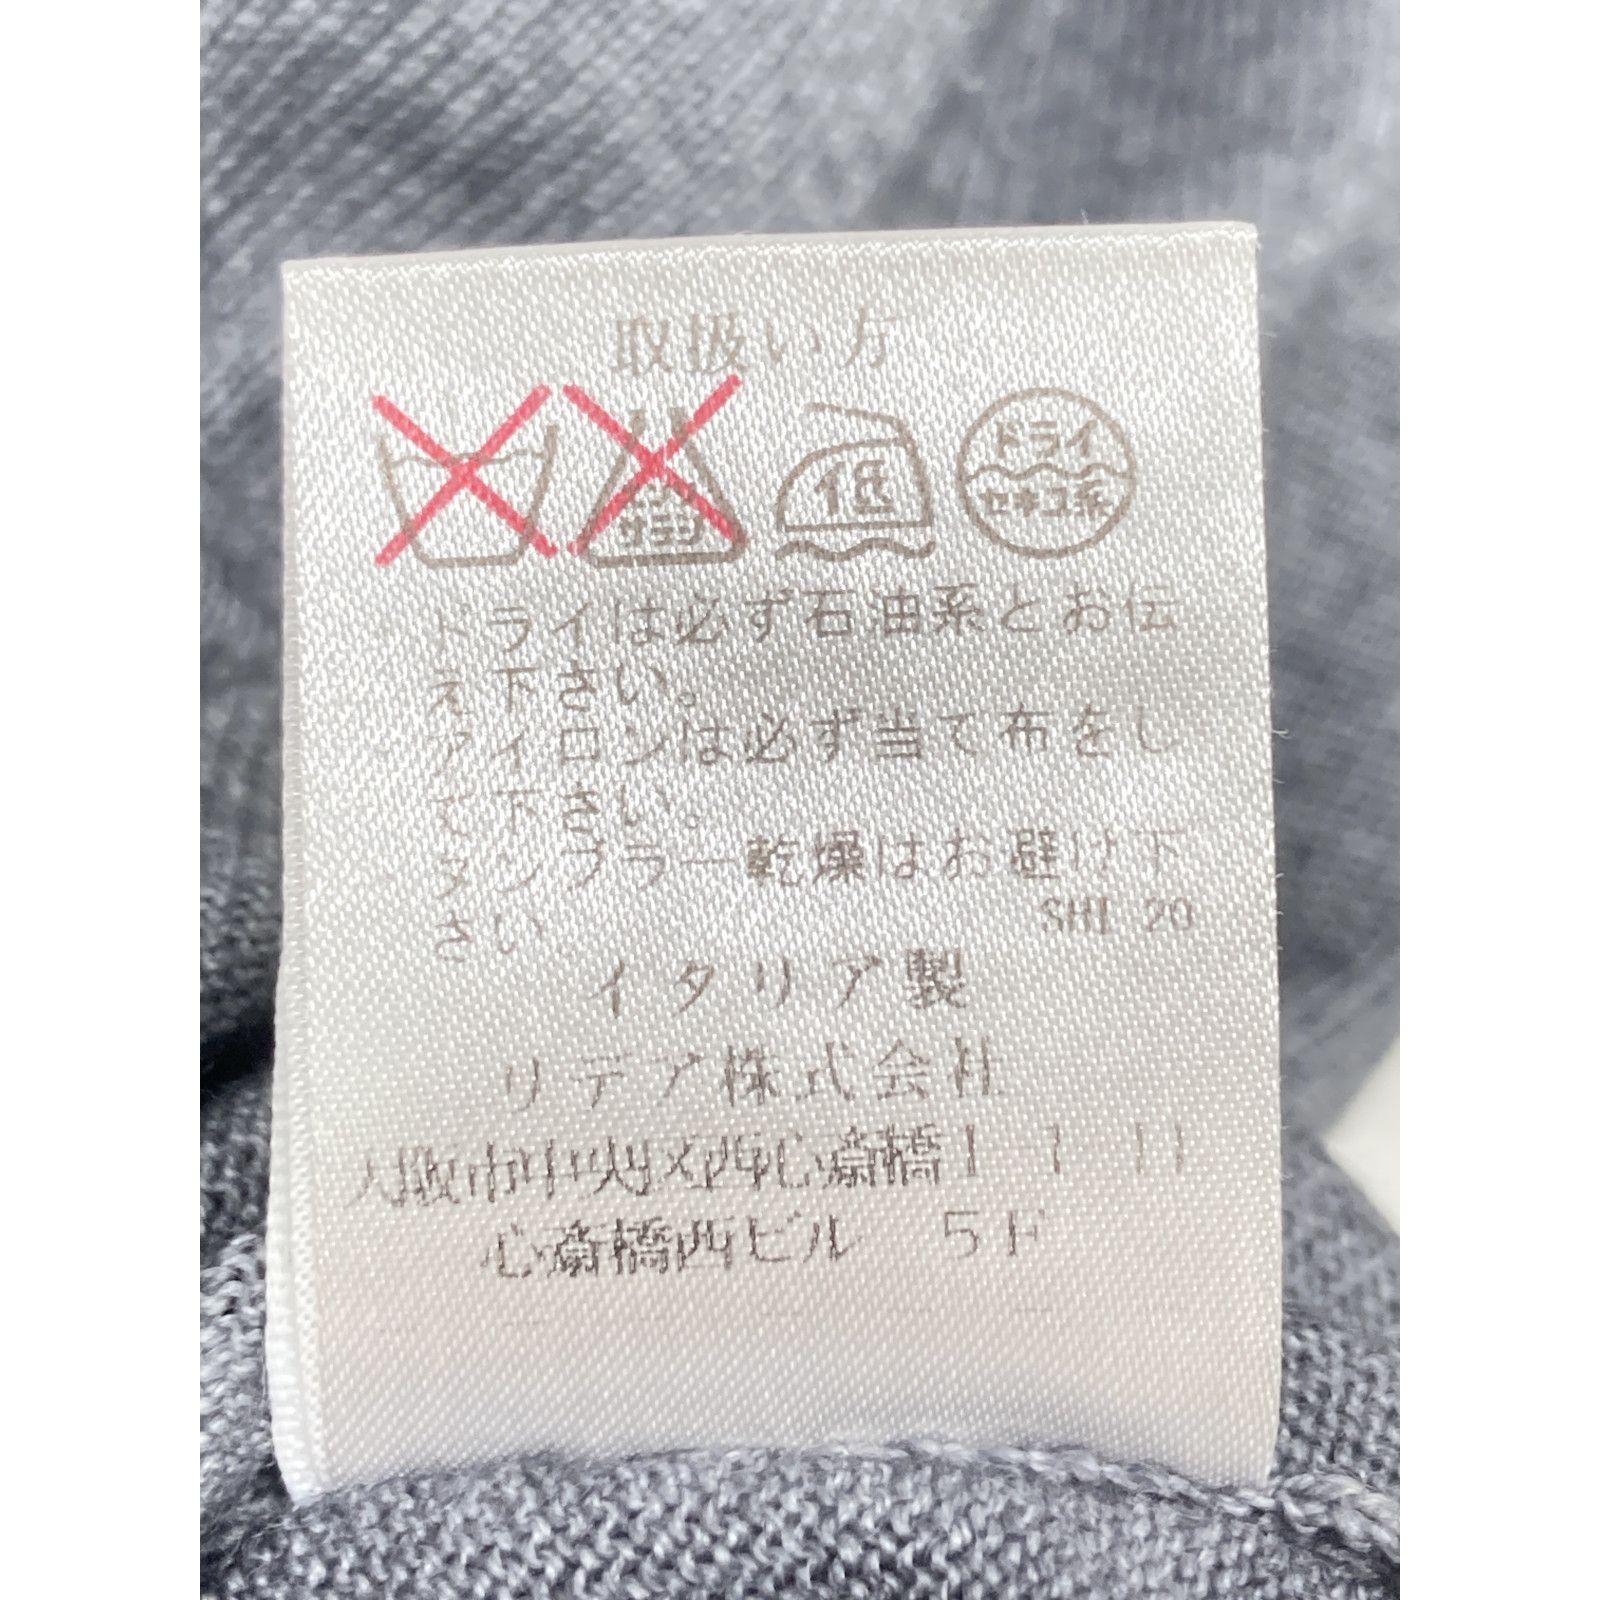 取扱い方
低
ドライ
セキユ系
ドライは必ず石油系とお伝
え下さい。
アイロンは必ず当て布をし
て下さい。
タンブラー乾燥はお避け下
さい
SHI 20
イタリア製
リデア株式会社
大阪市中央区西心斎橋1
心斎橋西ビル 5F